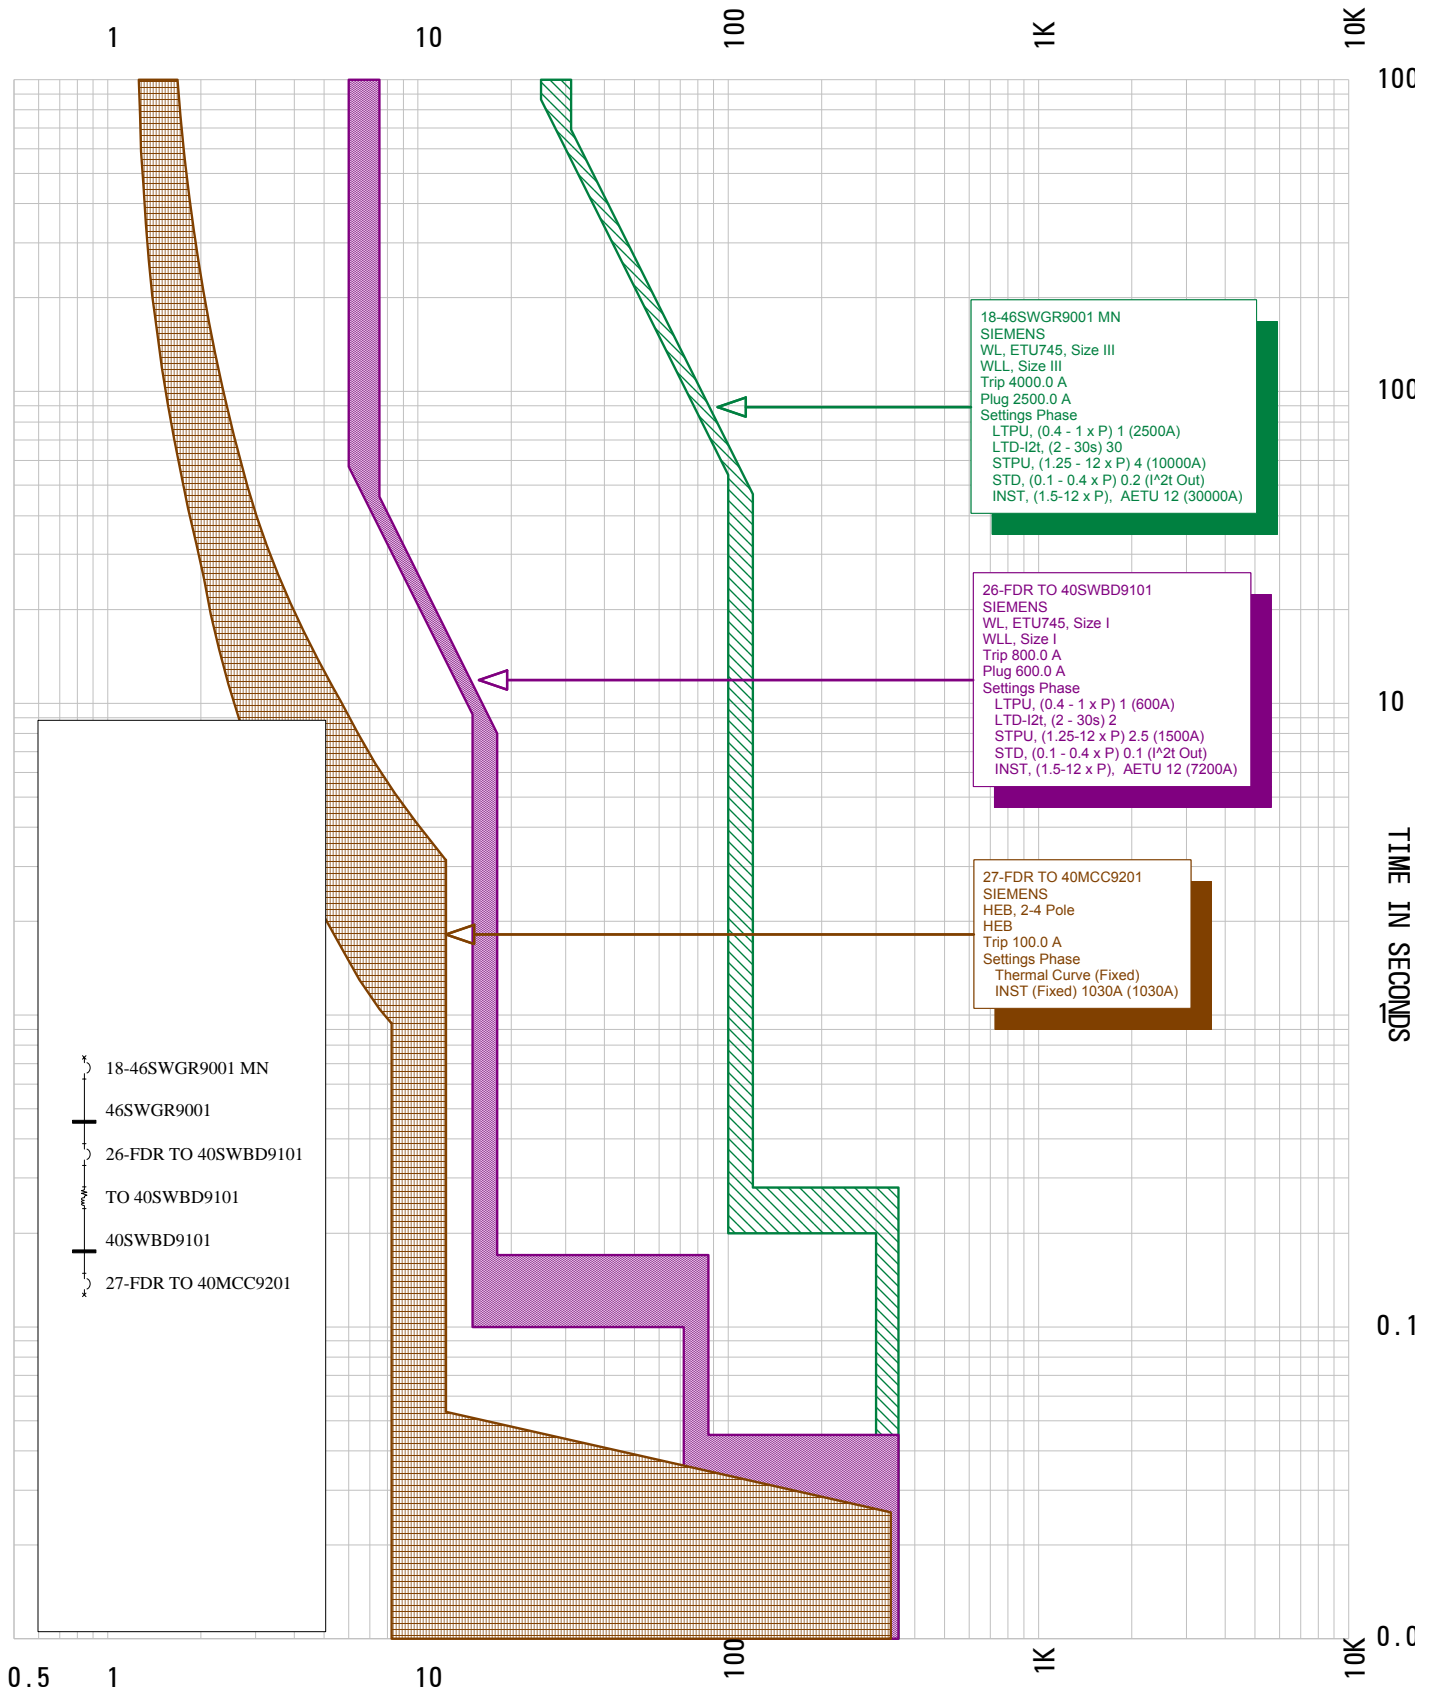 1 10 100 1K 10K
100
18-46SWGR9001 MN
SIEMENS
WL, ETU745, Size III
WLL, Size III
Trip 4000.0 A
Plug 2500.0 A
Settings Phase
LTPU, (0.4 - 1 x P) 1 (2500A)
LTD-I2t, (2 - 30s) 30
STPU, (1.25 - 12 x P) 4 (10000A)
STD, (0.1 - 0.4 x P) 0.2 (I^2t Out)
INST, (1.5-12 x P), AETU 12 (30000A)
100
26-FDR TO 40SWBD9101
SIEMENS
WL, ETU745, Size I
WLL, Size I
Trip 800.0 A
Plug 600.0 A
Settings Phase
LTPU, (0.4 - 1 x P) 1 (600A)
LTD-I2t, (2 - 30s) 2
STPU, (1.25-12 x P) 2.5 (1500A)
STD, (0.1 - 0.4 x P) 0.1 (I^2t Out)
INST, (1.5-12 x P), AETU 12 (7200A)
10
27-FDR TO 40MCC9201
SIEMENS
HEB, 2-4 Pole
HEB
Trip 100.0 A
Settings Phase
Thermal Curve (Fixed)
INST (Fixed) 1030A (1030A)
TIME IN SECONDS
1
18-46SWGR9001 MN
46SWGR9001
26-FDR TO 40SWBD9101
TO 40SWBD9101
40SWBD9101
27-FDR TO 40MCC9201
0.1
0.0
0.5 1 10 100 1K 10K